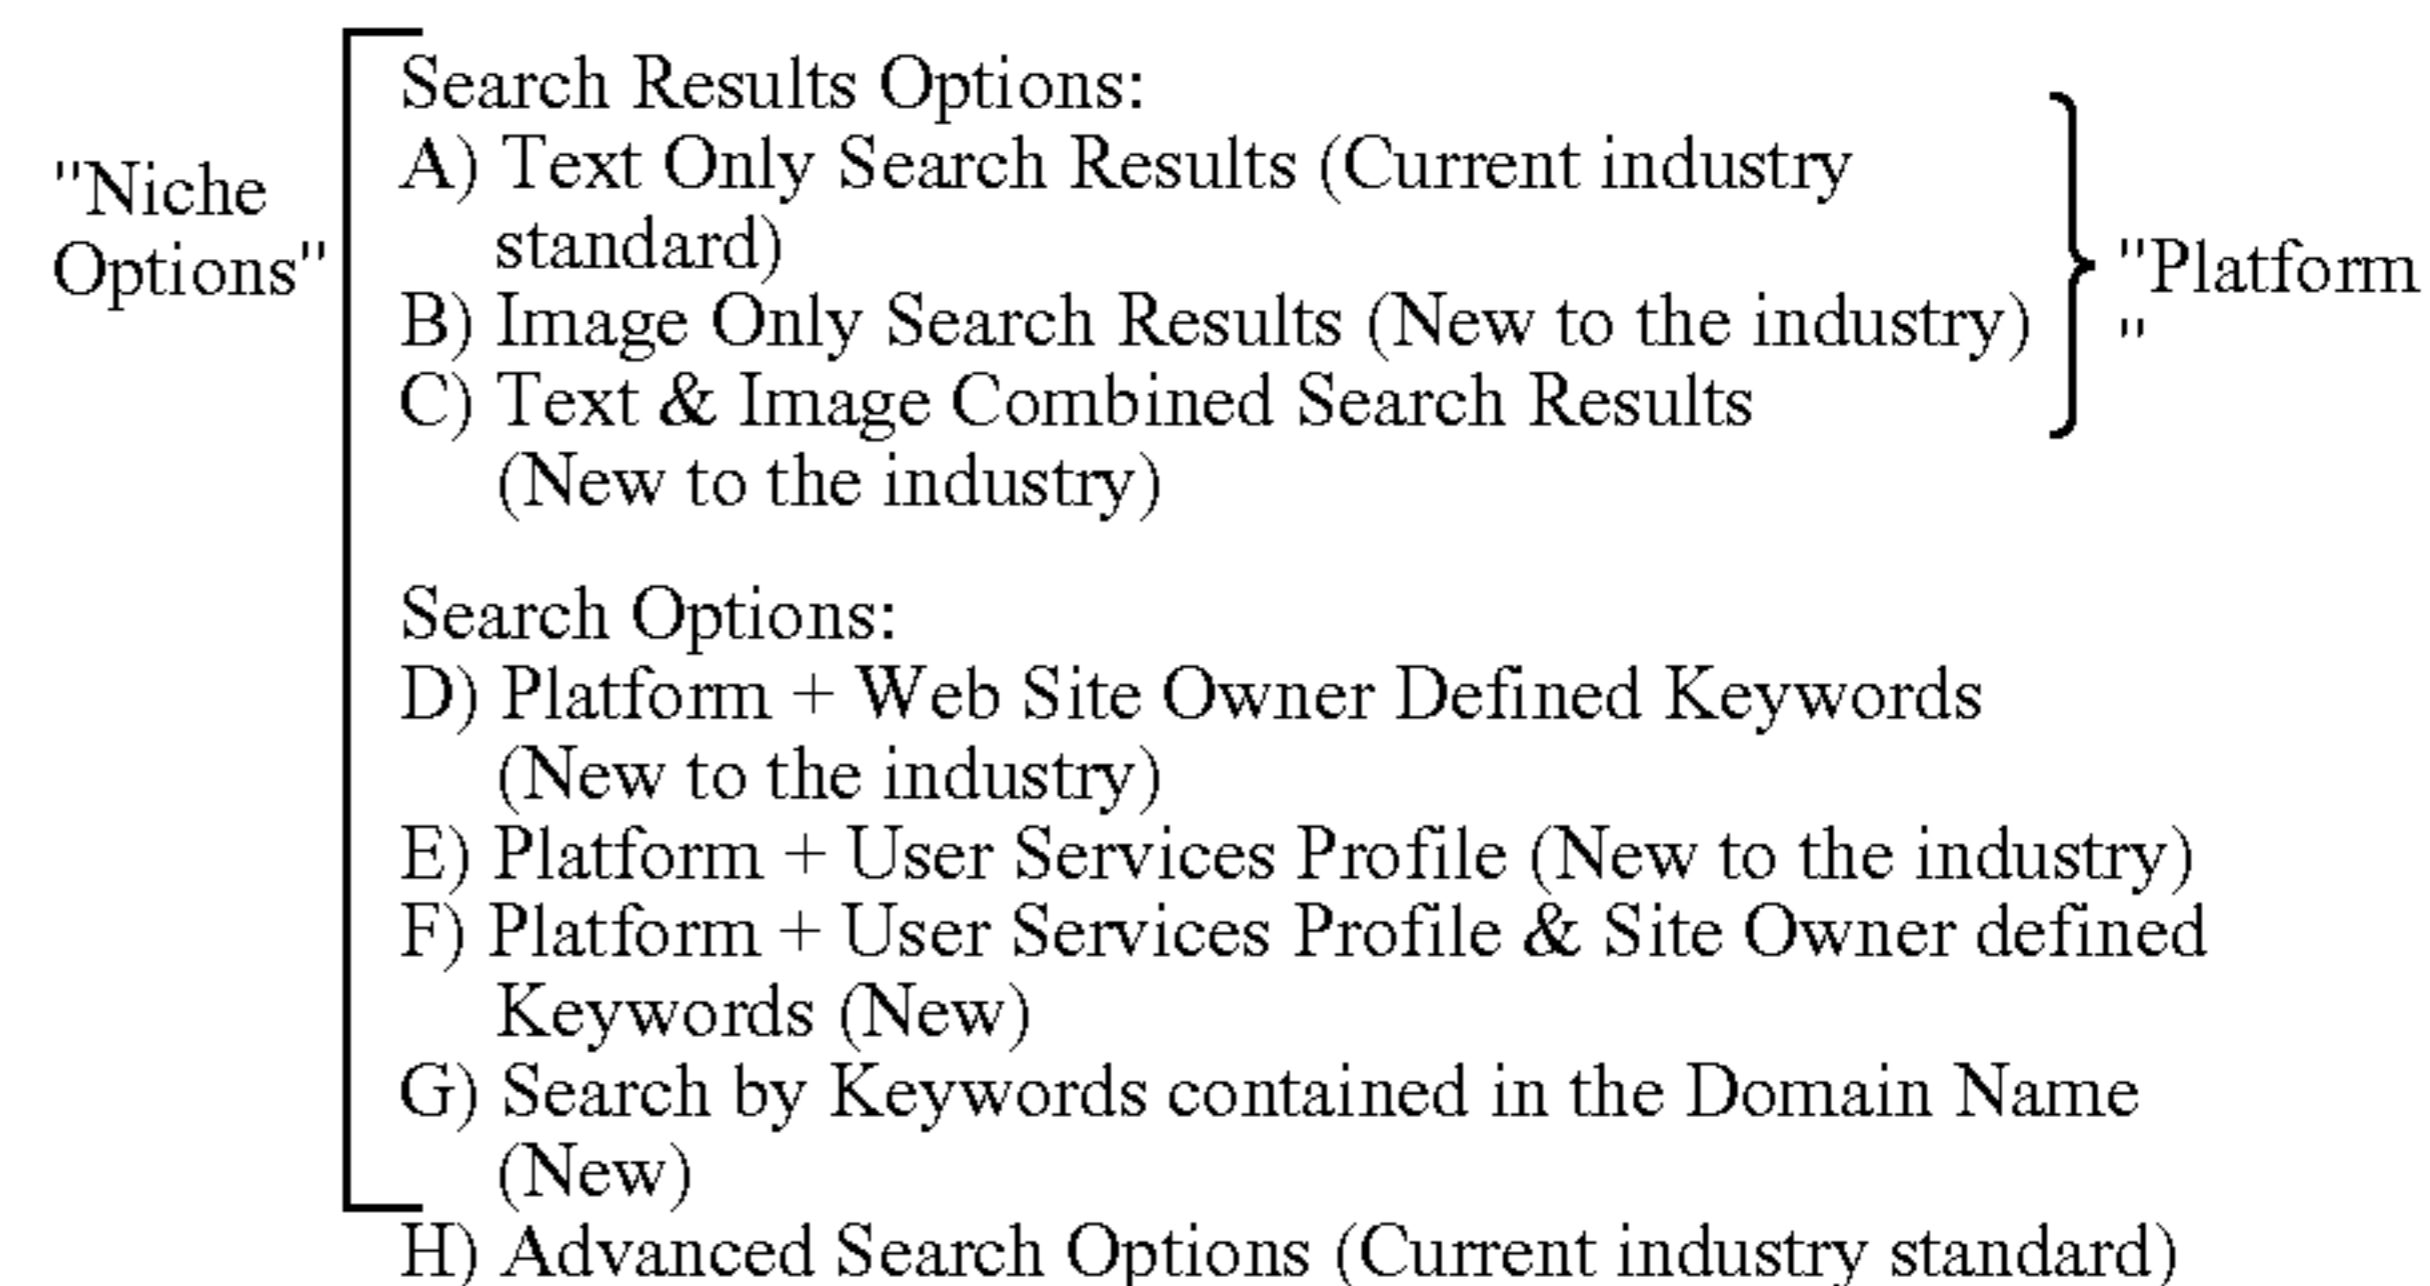 Search Results Options:
A) Text Only Search Results (Current industry
"Niche
standard)
Options"
"Platform
B) Image Only Search Results (New to the industry)
"
C) Text & Image Combined Search Results
(New to the industry)
Search Options:
D) Platform + Web Site Owner Defined Keywords
(New to the industry)
E) Platform + User Services Profile (New to the industry)
F) Platform + User Services Profile & Site Owner defined
Keywords (New)
G) Search by Keywords contained in the Domain Name
(New)
H) Advanced Search Options (Current industry standard)